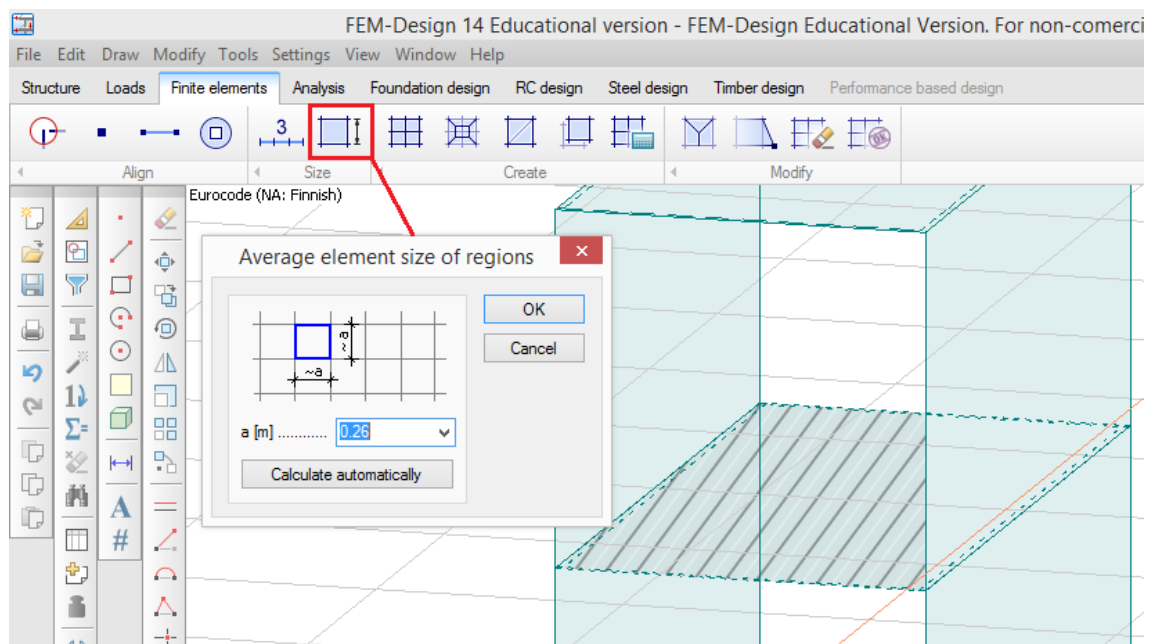 FEM-Design 14 Educational version - FEM-Design Educational Version. For non-comerci
File Edit Draw Modify Tools Settings View Window Help
Structure Loads Finite elements Analysis Foundation design RC design Steel design Timber design Performance based design
3
Align Size Create Modify
Eurocode (NA: Finnish)
Average element size of regions
OK
Cancel
~a
~a
a [m] ............ 0.26
Calculate automatically
1
Σ=
A
#